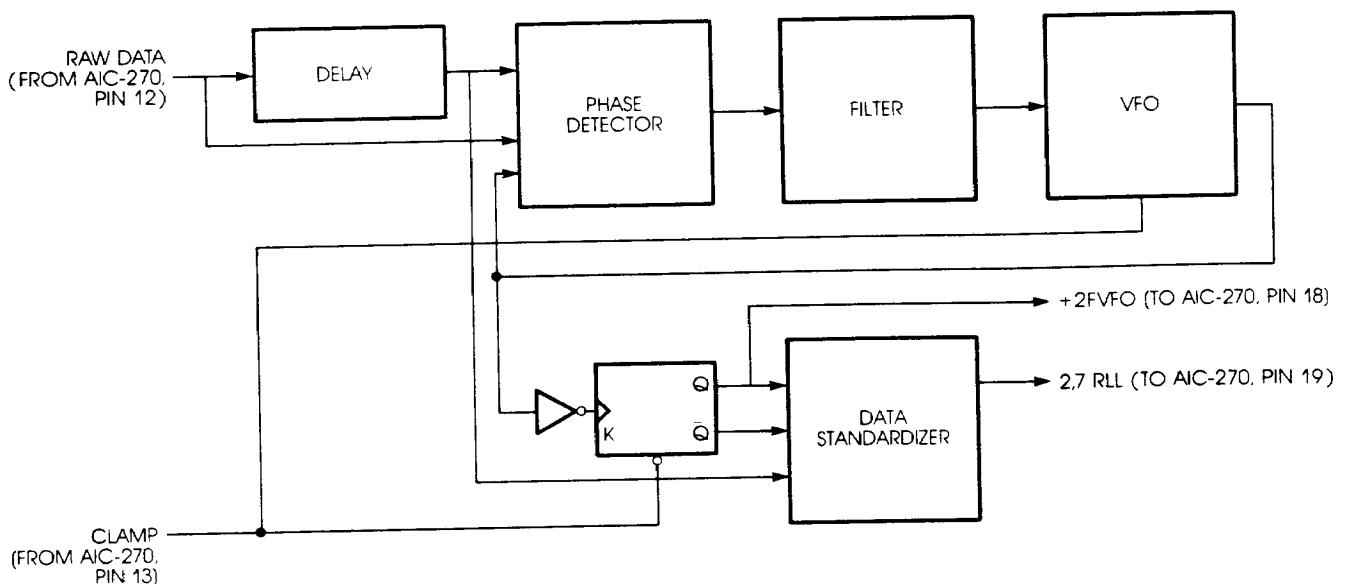 RAW DATA
(FROM AIC-270,
PIN 12)
DELAY
PHASE
DETECTOR
FILTER
VFO
+2FVFO (TO AIC-270, PIN 18)
2,7 RLL (TO AIC-270, PIN 19)
Q
K
Q̅
DATA
STANDARDIZER
CLAMP
(FROM AIC-270,
PIN 13)